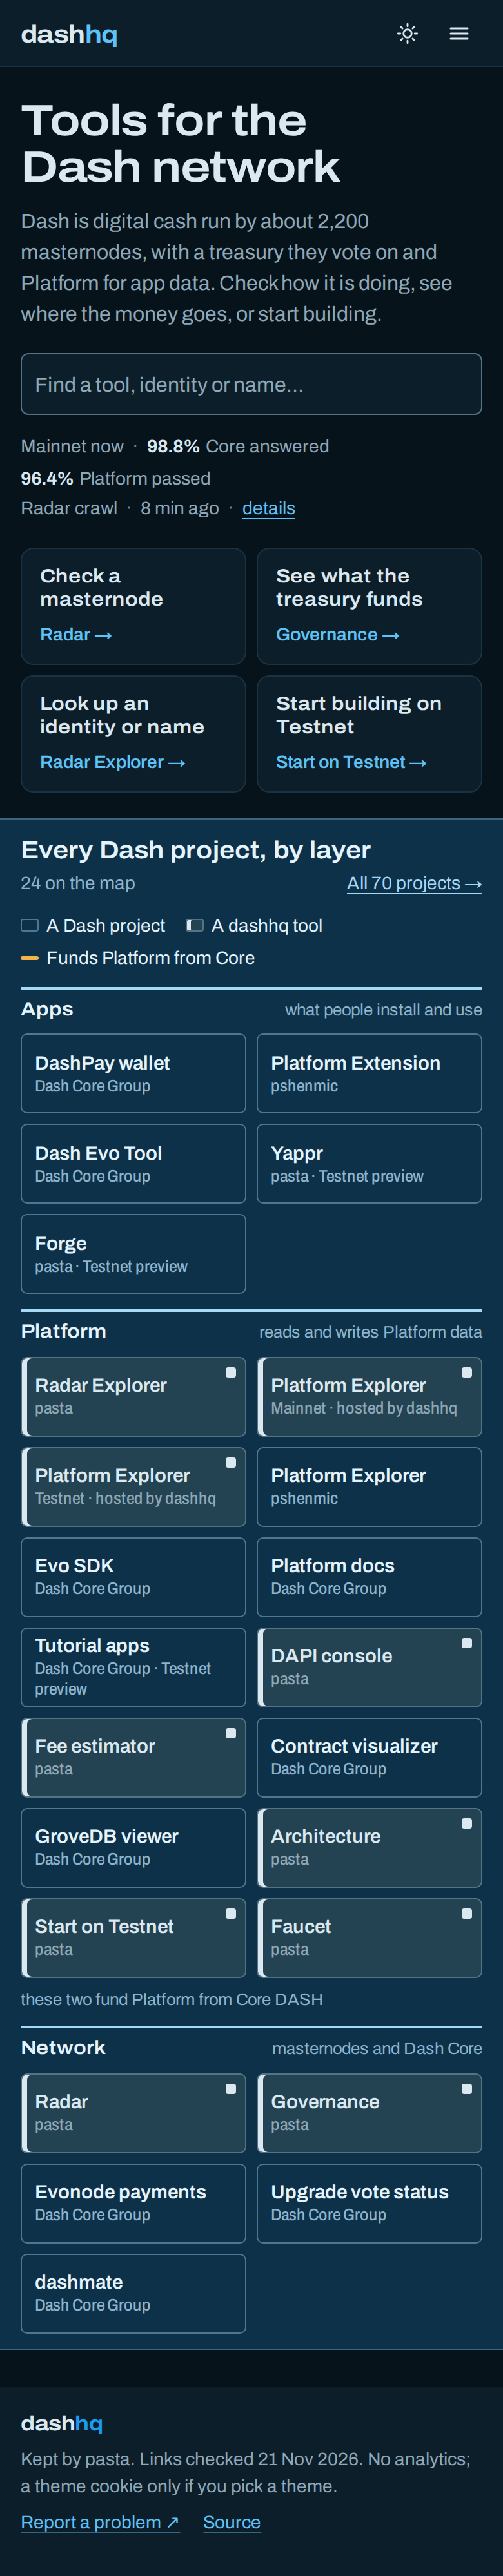 dashhq
Tools for the
Dash network
Dash is digital cash run by about 2,200
masternodes, with a treasury they vote on and
Platform for app data. Check how it is doing, see
where the money goes, or start building.
Find a tool, identity or name...
Mainnet now · 98.8% Core answered
96.4% Platform passed
Radar crawl · 8 min ago · details
Check a
masternode
Radar →
See what the
treasury funds
Governance →
Look up an
identity or name
Radar Explorer →
Start building on
Testnet
Start on Testnet →
Every Dash project, by layer
24 on the map
All 70 projects →
A Dash project
A dashhq tool
Funds Platform from Core
Apps
what people install and use
DashPay wallet
Dash Core Group
Platform Extension
pshenmic
Dash Evo Tool
Dash Core Group
Yappr
pasta · Testnet preview
Forge
pasta · Testnet preview
Platform
reads and writes Platform data
Radar Explorer
pasta
Platform Explorer
Mainnet · hosted by dashhq
Platform Explorer
Testnet · hosted by dashhq
Platform Explorer
pshenmic
Evo SDK
Dash Core Group
Platform docs
Dash Core Group
Tutorial apps
Dash Core Group · Testnet
preview
DAPI console
pasta
Fee estimator
pasta
Contract visualizer
Dash Core Group
GroveDB viewer
Dash Core Group
Architecture
pasta
Start on Testnet
pasta
Faucet
pasta
these two fund Platform from Core DASH
Network
masternodes and Dash Core
Radar
pasta
Governance
pasta
Evonode payments
Dash Core Group
Upgrade vote status
Dash Core Group
dashmate
Dash Core Group
dashhq
Kept by pasta. Links checked 21 Nov 2026. No analytics;
a theme cookie only if you pick a theme.
Report a problem ↗
Source